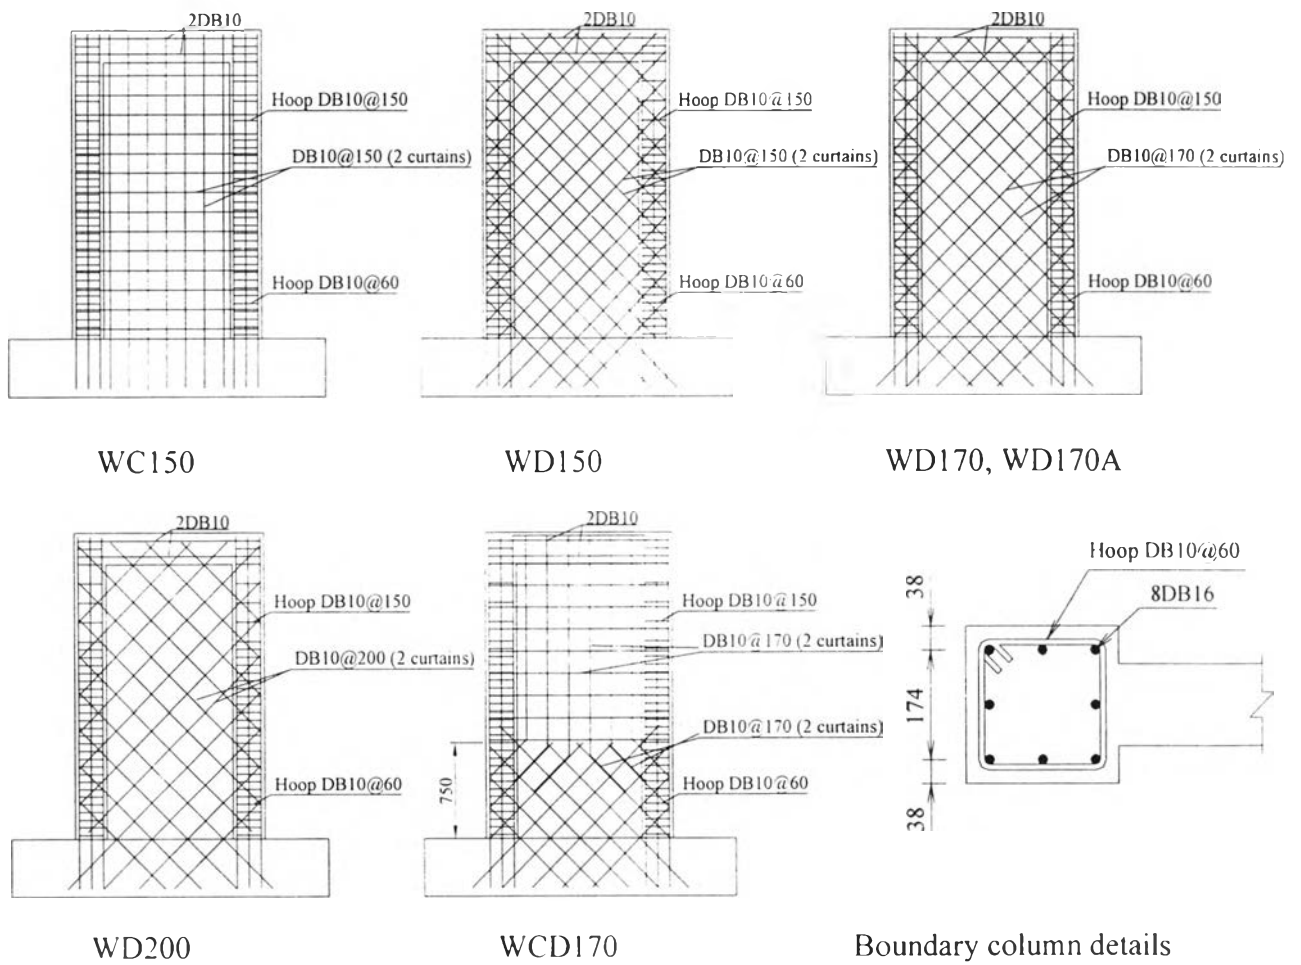 2DB10
Hoop DB10@150
DB10@150 (2 curtains)
Hoop DB10@60
WC150
2DB10
Hoop DB10@150
DB10@150 (2 curtains)
Hoop DB10@60
WD150
2DB10
Hoop DB10@150
DB10@170 (2 curtains)
Hoop DB10@60
WD170, WD170A
2DB10
Hoop DB10@150
DB10@200 (2 curtains)
Hoop DB10@60
WD200
2DB10
Hoop DB10@150
DB10@170 (2 curtains)
DB10@170 (2 curtains)
750
Hoop DB10@60
WCD170
Hoop DB10@60
8DB16
38
174
38
Boundary column details